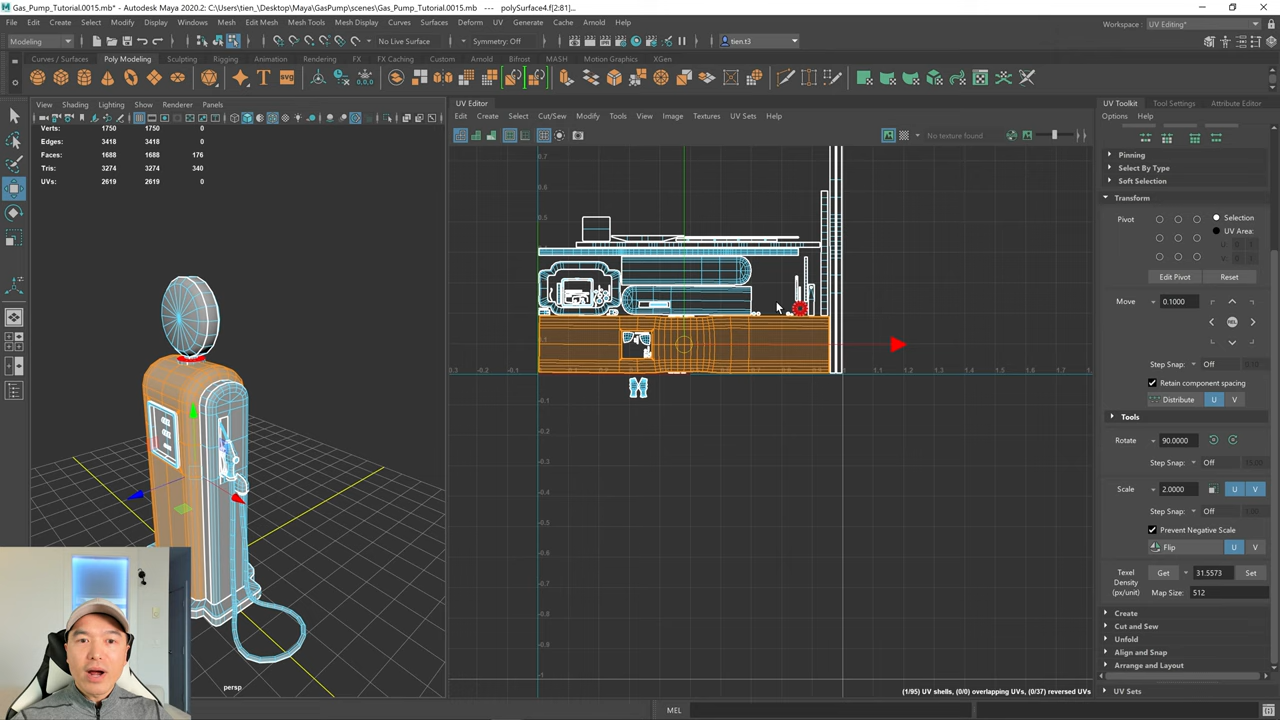 Gas_Pump_Tutorial.0015.mb* - Autodesk Maya 2020.2: C:\Users\tien_\Desktop\Maya\GasPump\scenes\Gas_Pump_Tutorial.0015.mb --- polySurface4.f[2:81]...
File Edit Create Select Modify Display Windows Mesh Edit Mesh Mesh Tools Mesh Display Curves Surfaces Deform UV Generate Cache Arnold Help
Workspace : UV Editing*
Modeling No Live Surface Symmetry: Off tien.t3
Curves / Surfaces Poly Modeling Sculpting Rigging Animation Rendering FX FX Caching Custom Arnold Bifrost MASH Motion Graphics XGen
View Shading Lighting Show Renderer Panels
Verts: 1750 1750 0
Edges: 3418 3418 0
Faces: 1688 1688 176
Tris: 3274 3274 340
UVs: 2619 2619 0
persp
UV Editor
Edit Create Select Cut/Sew Modify Tools View Image Textures UV Sets Help
No texture found
(1/95) UV shells, (0/0) overlapping UVs, (0/37) reversed UVs
UV Toolkit Tool Settings Attribute Editor
Options Help
Pinning
Select By Type
Soft Selection
Transform
Pivot Selection
UV Area:
Edit Pivot Reset
Move 0.1000
Step Snap: Off
Retain component spacing
Distribute U V
Tools
Rotate 90.0000
Step Snap: Off
Scale 2.0000 U V
Step Snap: Off
Prevent Negative Scale
Flip U V
Texel
Density
(px/unit)
Get 31.5573 Set
Map Size: 512
Create
Cut and Sew
Unfold
Align and Snap
Arrange and Layout
UV Sets
MEL